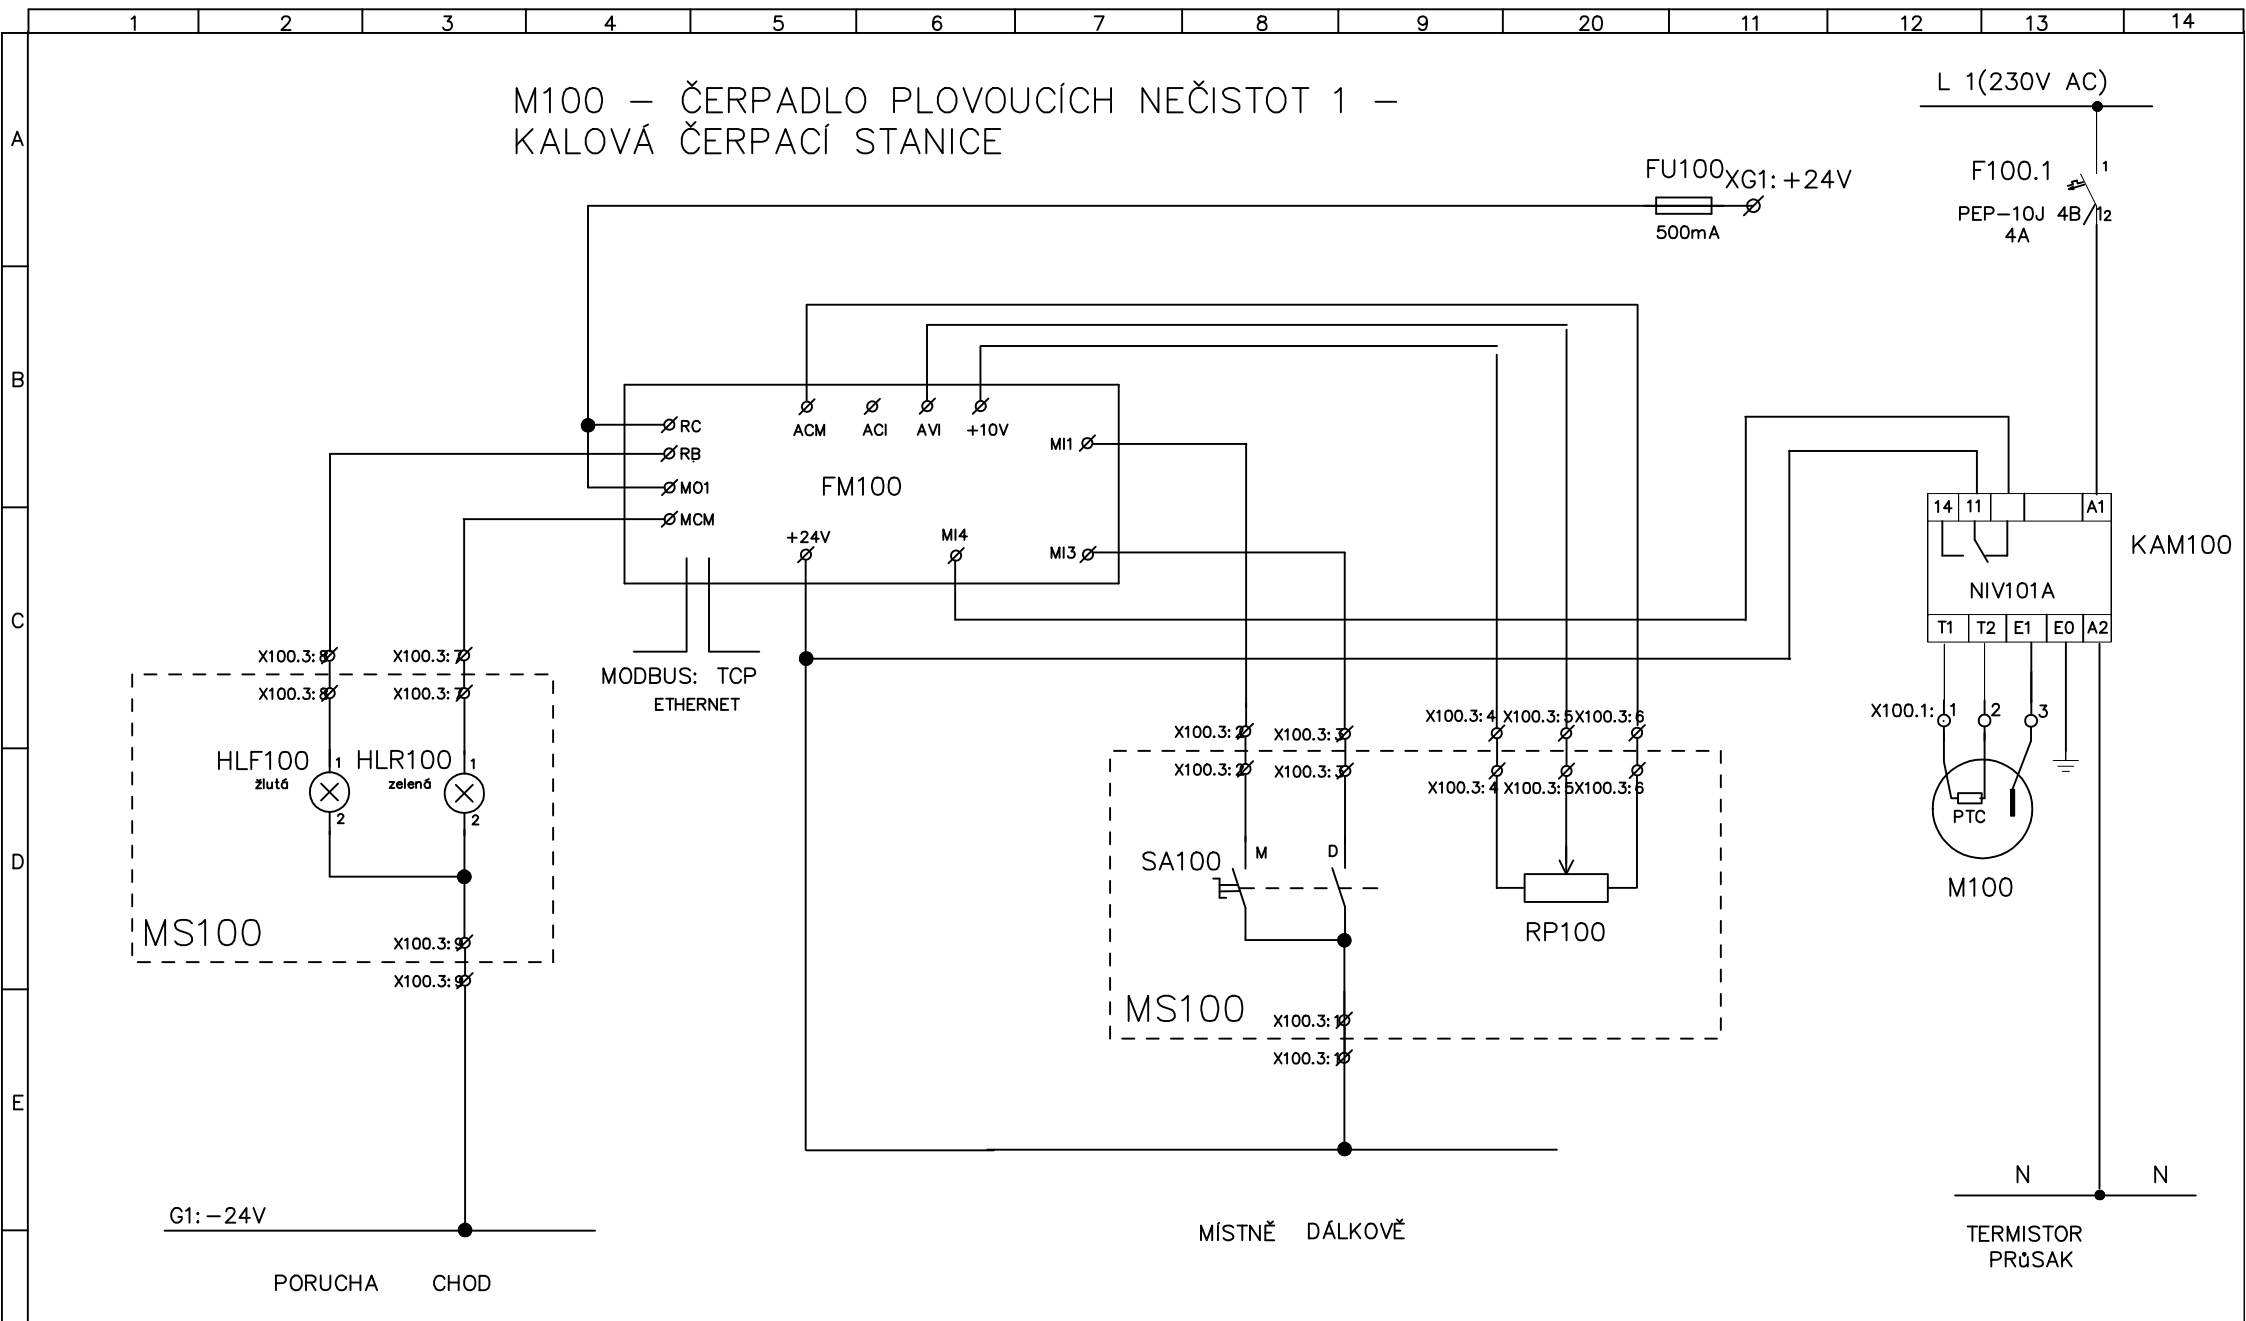 1 2 3 4 5 6 7 8 9 20 11 12 13 14
A
B
C
D
E
M100 – ČERPADLO PLOVOUCÍCH NEČISTOT 1 –
KALOVÁ ČERPACÍ STANICE
L 1(230V AC)
F100.1
1
PEP-10J 4B/1
2
4A
FU100
XG1:+24V
500mA
RC
RB
MO1
MCM
ACM
ACI
AVI
+10V
MI1
FM100
+24V
MI4
MI3
MODBUS: TCP
ETHERNET
14
11
A1
KAM100
NIV101A
T1
T2
E1
E0
A2
X100.1:
1
2
3
PTC
M100
X100.3:8
X100.3:7
X100.3:8
X100.3:7
HLF100
žlutá
1
2
HLR100
zelená
1
2
MS100
X100.3:9
X100.3:9
X100.3:2
X100.3:3
X100.3:4
X100.3:5
X100.3:6
X100.3:2
X100.3:3
X100.3:4
X100.3:5
X100.3:6
SA100
M
D
RP100
MS100
X100.3:1
X100.3:1
G1:-24V
PORUCHA
CHOD
MÍSTNĚ
DÁLKOVĚ
N
N
TERMISTOR
PRůSAK